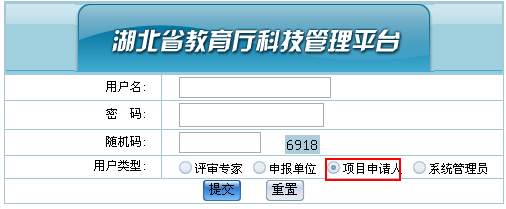 湖北省教育厅科技管理平台
用户名:
密 码:
随机码: 6918
用户类型: 评审专家 申报单位 项目申请人 系统管理员
提交 重置